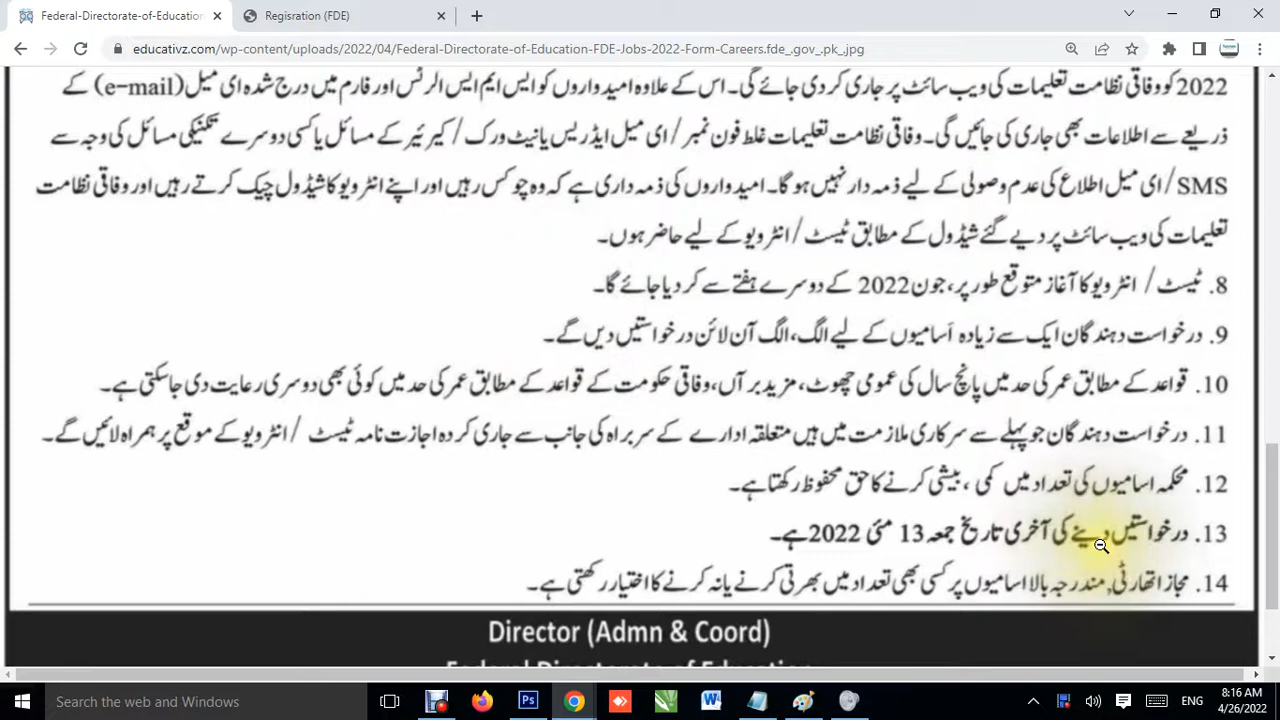 Federal-Directorate-of-Education
Regisration (FDE)
educativz.com/wp-content/uploads/2022/04/Federal-Directorate-of-Education-FDE-Jobs-2022-Form-Careers.fde_.gov_.pk_.jpg
2022 کو وفاقی نظامت تعلیمات کی ویب سائٹ پر جاری کر دی جائے گی۔ اس کے علاوہ امیدواروں کو ایس ایم ایس الرٹس اور فارم میں درج شدہ ای میل (e-mail) کے
ذریعے سے اطلاعات بھی جاری کی جائیں گی۔ وفاقی نظامت تعلیمات غلط فون نمبر/ای میل ایڈریس یا نیٹ ورک/کیرئیر کے مسائل یا کسی دوسرے تکنیکی مسائل کی وجہ سے
SMS/ای میل اطلاع کی عدم وصولی کے لیے ذمہ دار نہیں ہو گا۔ امیدواروں کی ذمہ داری ہے کہ وہ چوکس رہیں اور اپنے انٹرویو کا شیڈول چیک کرتے رہیں اور وفاقی نظامت
تعلیمات کی ویب سائٹ پر دیے گئے شیڈول کے مطابق ٹیسٹ/انٹرویو کے لیے حاضر ہوں۔
8. ٹیسٹ/ انٹرویو کا آغاز متوقع طور پر، جون 2022 کے دوسرے ہفتے سے کر دیا جائے گا۔
9. درخواست دہندگان ایک سے زیادہ اسامیوں کے لیے الگ، الگ آن لائن درخواستیں دیں گے۔
10. قواعد کے مطابق عمر کی حد میں پانچ سال کی عمومی چھوٹ، مزید برآں، وفاقی حکومت کے قواعد کے مطابق عمر کی حد میں کوئی بھی دوسری رعایت دی جا سکتی ہے۔
11. درخواست دہندگان جو پہلے سے سرکاری ملازمت میں ہیں متعلقہ ادارے کے سربراہ کی جانب سے جاری کردہ اجازت نامہ ٹیسٹ /انٹرویو کے موقع پر ہمراہ لائیں گے۔
12. محکمہ اسامیوں کی تعداد میں کمی، بیشی کرنے کا حق محفوظ رکھتا ہے۔
13. درخواستیں دینے کی آخری تاریخ جمعہ 13 مئی 2022 ہے۔
14. مجاز اتھارٹی، مندرجہ بالا اسامیوں پر کسی بھی تعداد میں بھرتی کرنے یا نہ کرنے کا اختیار رکھتی ہے۔
Director (Admn & Coord)
Federal Directorate of Education
Search the web and Windows
ENG
8:16 AM
4/26/2022